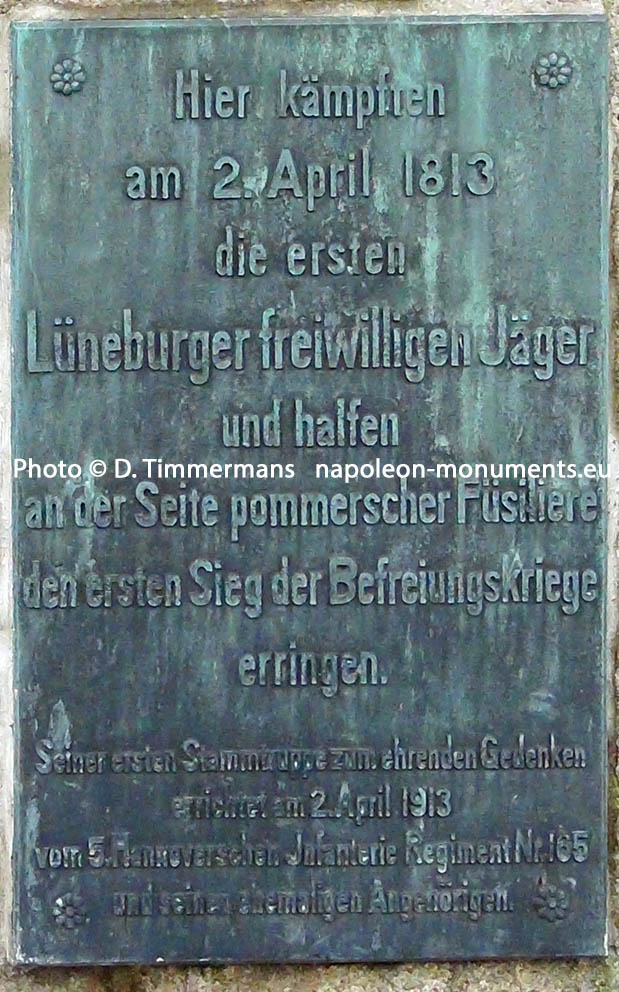 Hier kämpften
am 2. April 1813
die ersten
Lüneburger freiwilligen Jäger
und halfen
Photo © D. Timmermans napoleon-monuments.eu
an der Seite pommerscher Füsiliere
den ersten Sieg der Befreiungskriege
erringen.
Seiner ersten Stammtruppe zum ehrenden Gedenken
errichtet am 2. April 1913
vom 5. Hannoverschen Jnfanterie Regiment Nr. 165
und seinen ehemaligen Angehörigen.